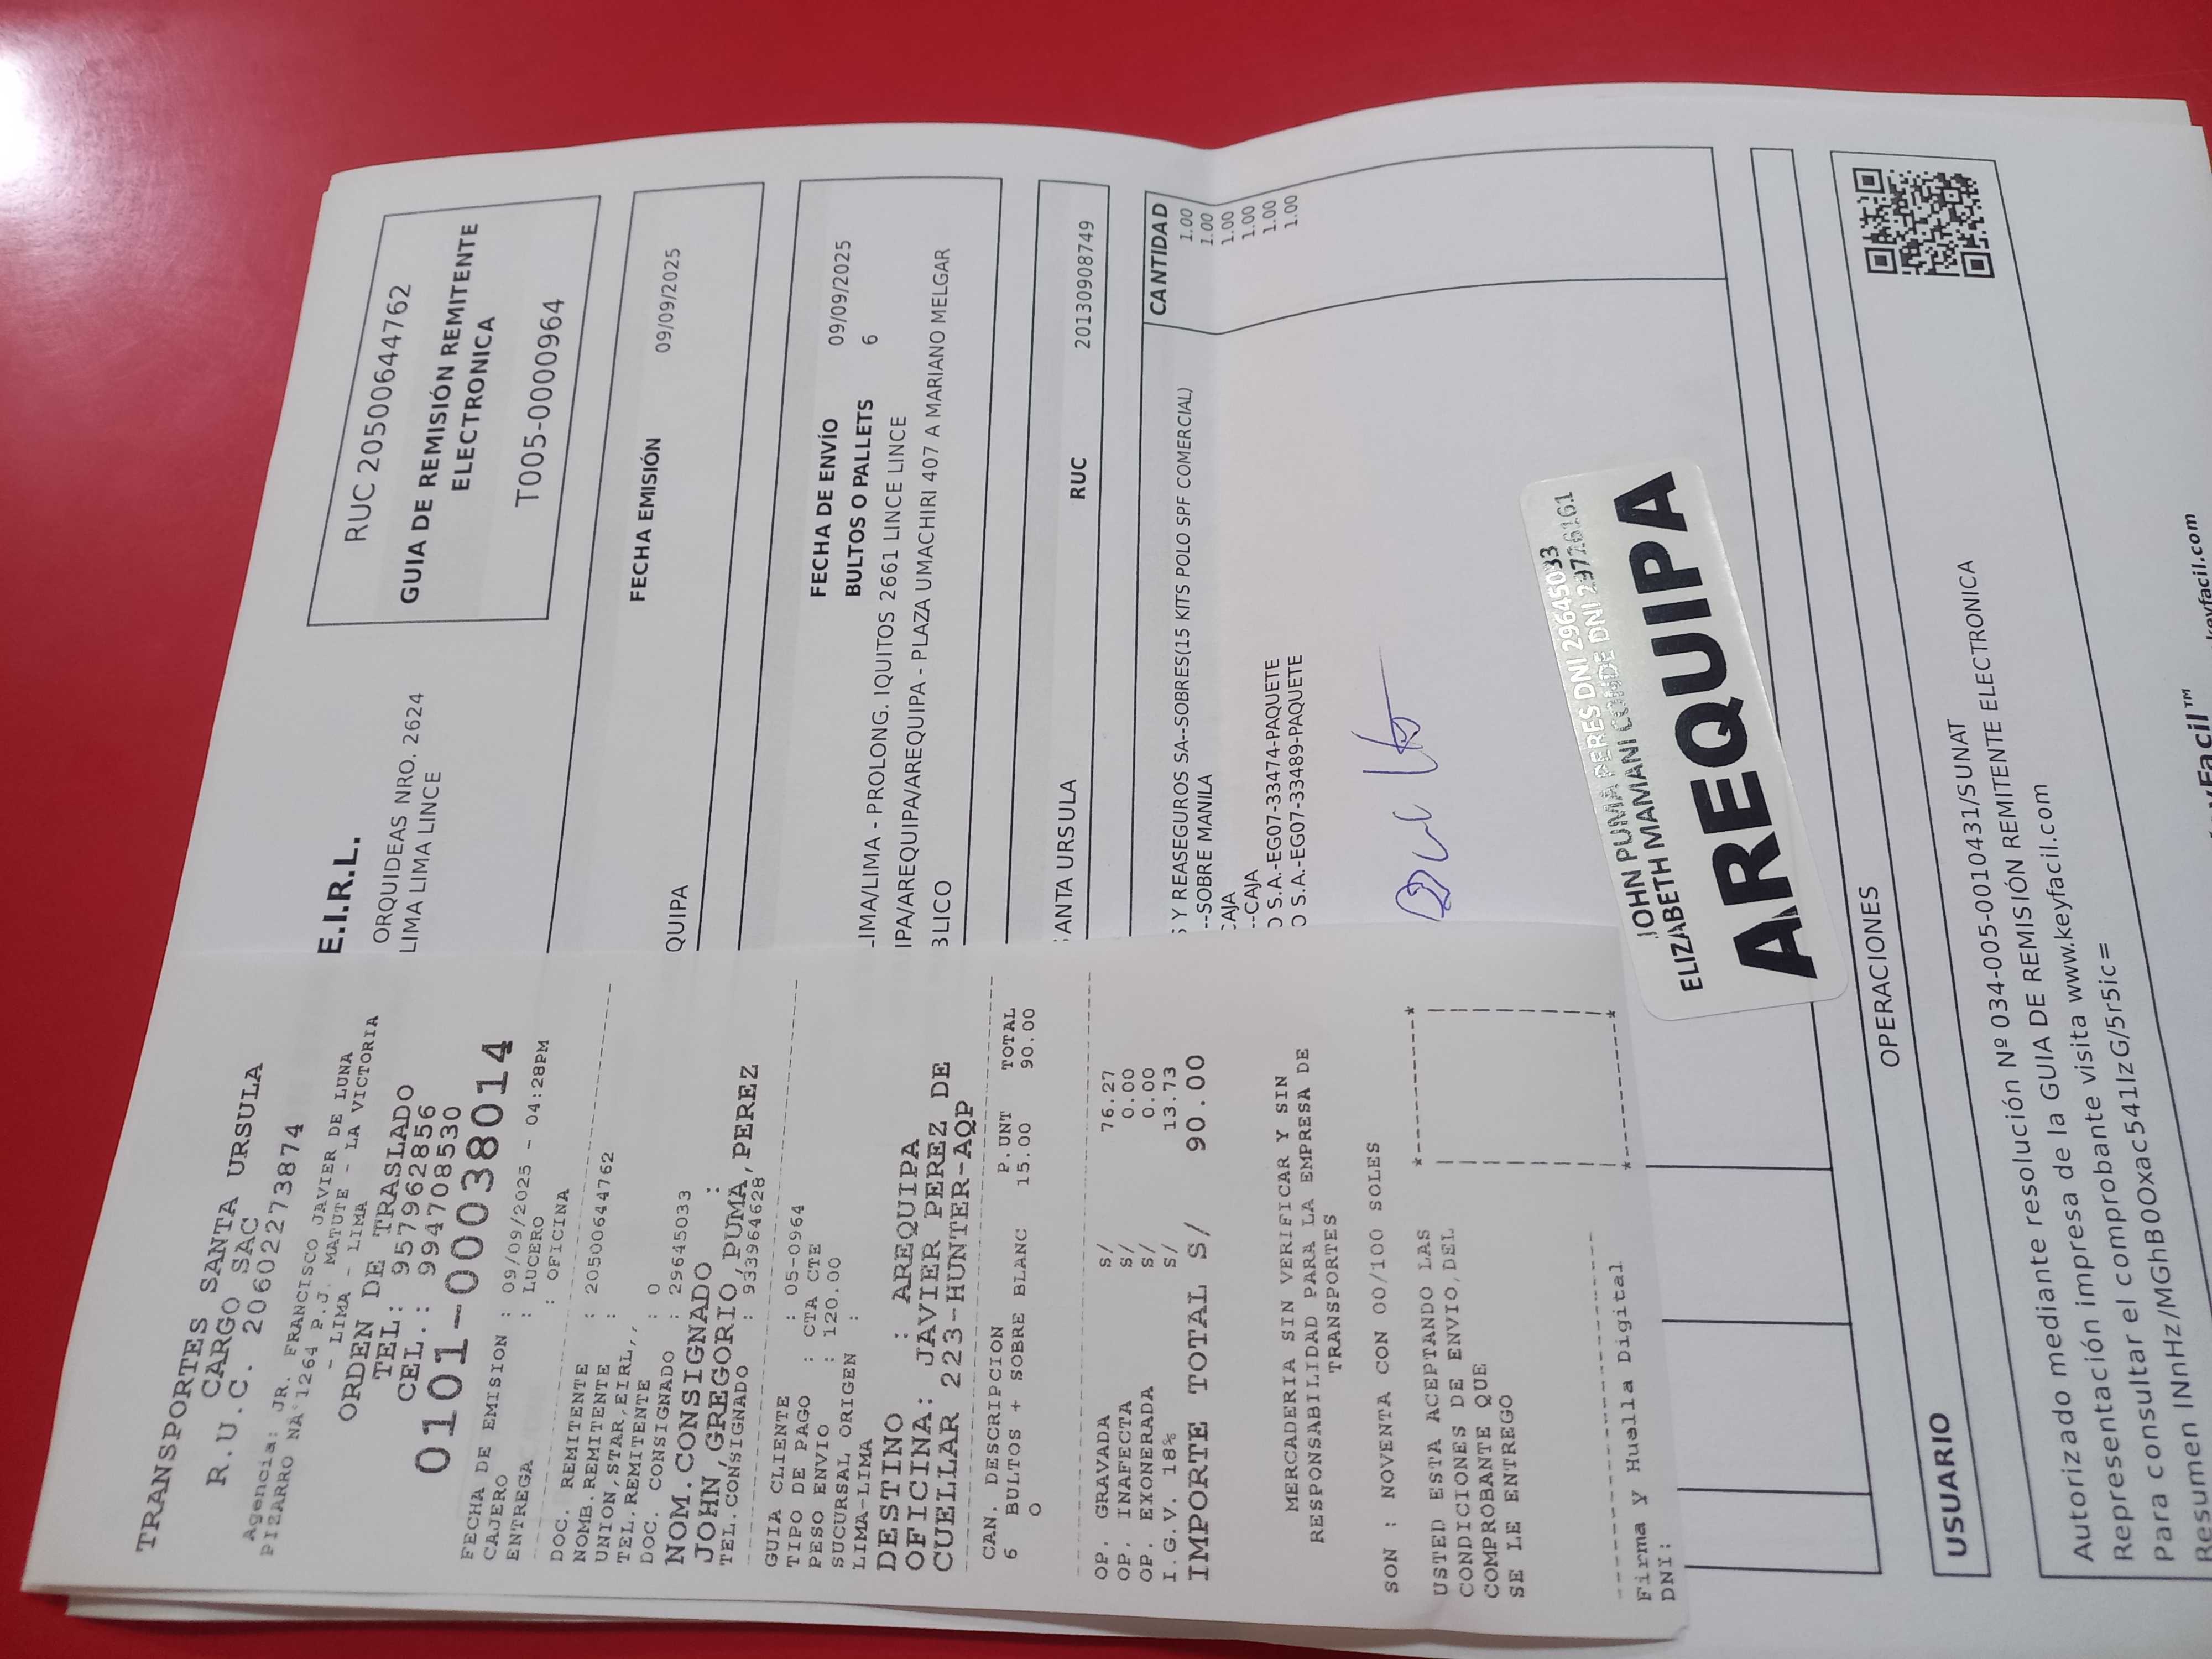 TRANSPORTES SANTA URSULA
CARGO SAC
R.U.C. 20602273874
Agencia: JR. FRANCISCO JAVIER DE LUNA
PIZARRO NA°1264 P.J. MATUTE - LA VICTORIA
- LIMA - LIMA
ORDEN DE TRASLADO
TEL: 957962856
CEL.: 994708530
0101-00038014
FECHA DE EMISION : 09/09/2025 - 04:28PM
CAJERO : LUCERO
ENTREGA : OFICINA
DOC. REMITENTE : 20500644762
NOMB.REMITENTE :
UNION,STAR,EIRL,,
TEL.REMITENTE : 0
DOC. CONSIGNADO : 29645033
NOM.CONSIGNADO :
JOHN,GREGORIO,PUMA,PEREZ
TEL.CONSIGNADO : 933964628
GUIA CLIENTE : 05-0964
TIPO DE PAGO : CTA CTE
PESO ENVIO : 120.00
SUCURSAL ORIGEN :
LIMA-LIMA
DESTINO : AREQUIPA
OFICINA: JAVIER PEREZ DE
CUELLAR 223-HUNTER-AQP
CAN. DESCRIPCION P.UNT TOTAL
6 BULTOS + SOBRE BLANC 15.00 90.00
O
OP. GRAVADA S/ 76.27
OP. INAFECTA S/ 0.00
OP. EXONERADA S/ 0.00
I.G.V. 18% S/ 13.73
IMPORTE TOTAL S/ 90.00
MERCADERIA SIN VERIFICAR Y SIN
RESPONSABILIDAD PARA LA EMPRESA DE
TRANSPORTES
SON : NOVENTA CON 00/100 SOLES
USTED ESTA ACEPTANDO LAS
CONDICIONES DE ENVIO,DEL
COMPROBANTE QUE
SE LE ENTREGO
Firma Y Huella Digital
DNI:
E.I.R.L.
ORQUIDEAS NRO. 2624
LIMA LIMA LINCE
RUC 20500644762
GUIA DE REMISIÓN REMITENTE
ELECTRONICA
T005-00000964
QUIPA
FECHA EMISIÓN 09/09/2025
FECHA DE ENVÍO 09/09/2025
BULTOS O PALLETS 6
LIMA/LIMA - PROLONG. IQUITOS 2661 LINCE LINCE
IPA/AREQUIPA/AREQUIPA - PLAZA UMACHIRI 407 A MARIANO MELGAR
BLICO
SANTA URSULA RUC 20130908749
CANTIDAD
S Y REASEGUROS SA--SOBRES(15 KITS POLO SPF COMERCIAL) 1.00
--SOBRE MANILA 1.00
CAJA 1.00
--CAJA 1.00
O S.A.-EG07-33474-PAQUETE 1.00
O S.A.-EG07-33489-PAQUETE 1.00
JOHN PUMA PERES DNI 29645033
ELIZABETH MAMANI CONDE DNI 29726161
AREQUIPA
OPERACIONES
USUARIO
Autorizado mediante resolución Nº 034-005-0010431/SUNAT
Representación impresa de la GUIA DE REMISIÓN REMITENTE ELECTRONICA
Para consultar el comprobante visita www.keyfacil.com
Resumen INnHz/MGhB0Oxac541IzG/5r5ic=
yFacil™
keyfacil.com